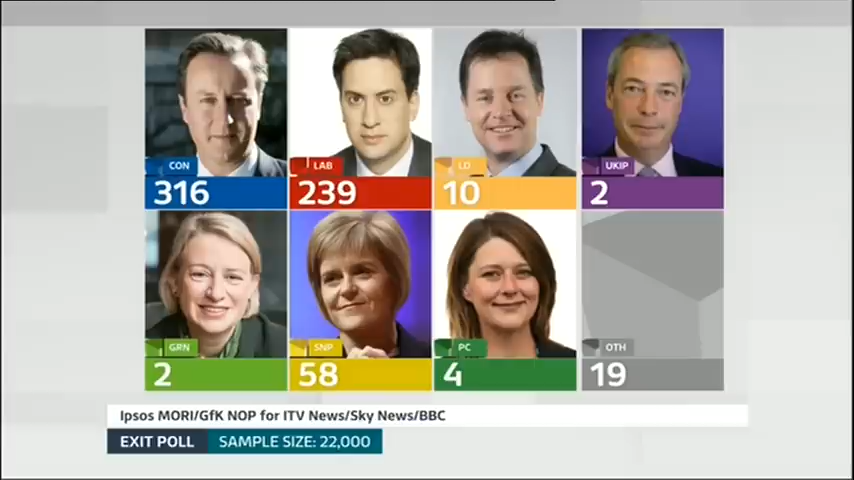 CON
316
LAB
239
LD
10
UKIP
2
GRN
2
SNP
58
PC
4
OTH
19
Ipsos MORI/GfK NOP for ITV News/Sky News/BBC
EXIT POLL SAMPLE SIZE: 22,000